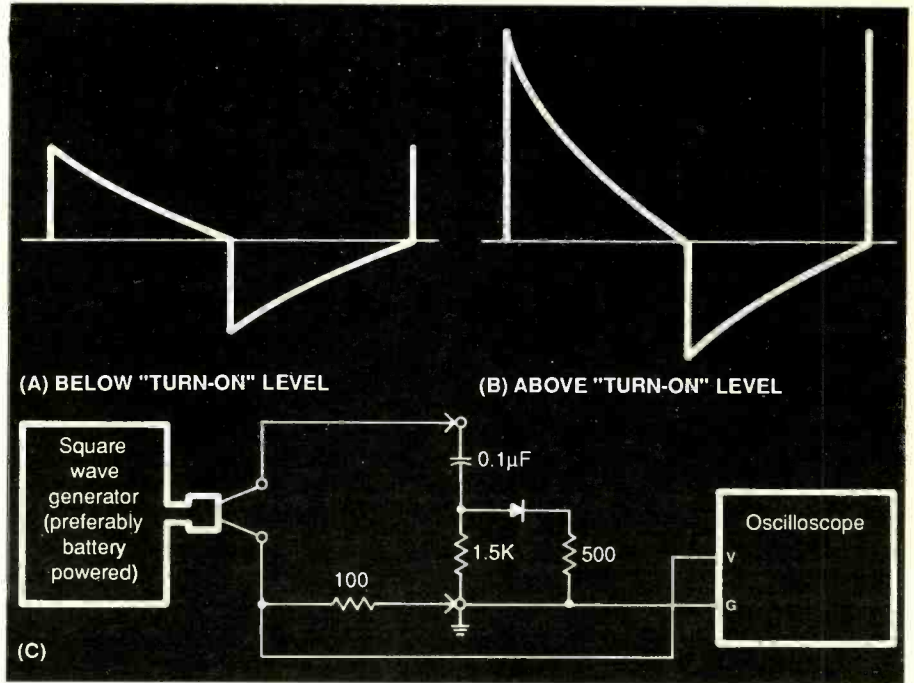 (A) BELOW "TURN-ON" LEVEL
(B) ABOVE "TURN-ON" LEVEL
Square
wave
generator
(preferably
battery
powered)
0.1µF
1.5K
500
100
Oscilloscope
V
G
(C)